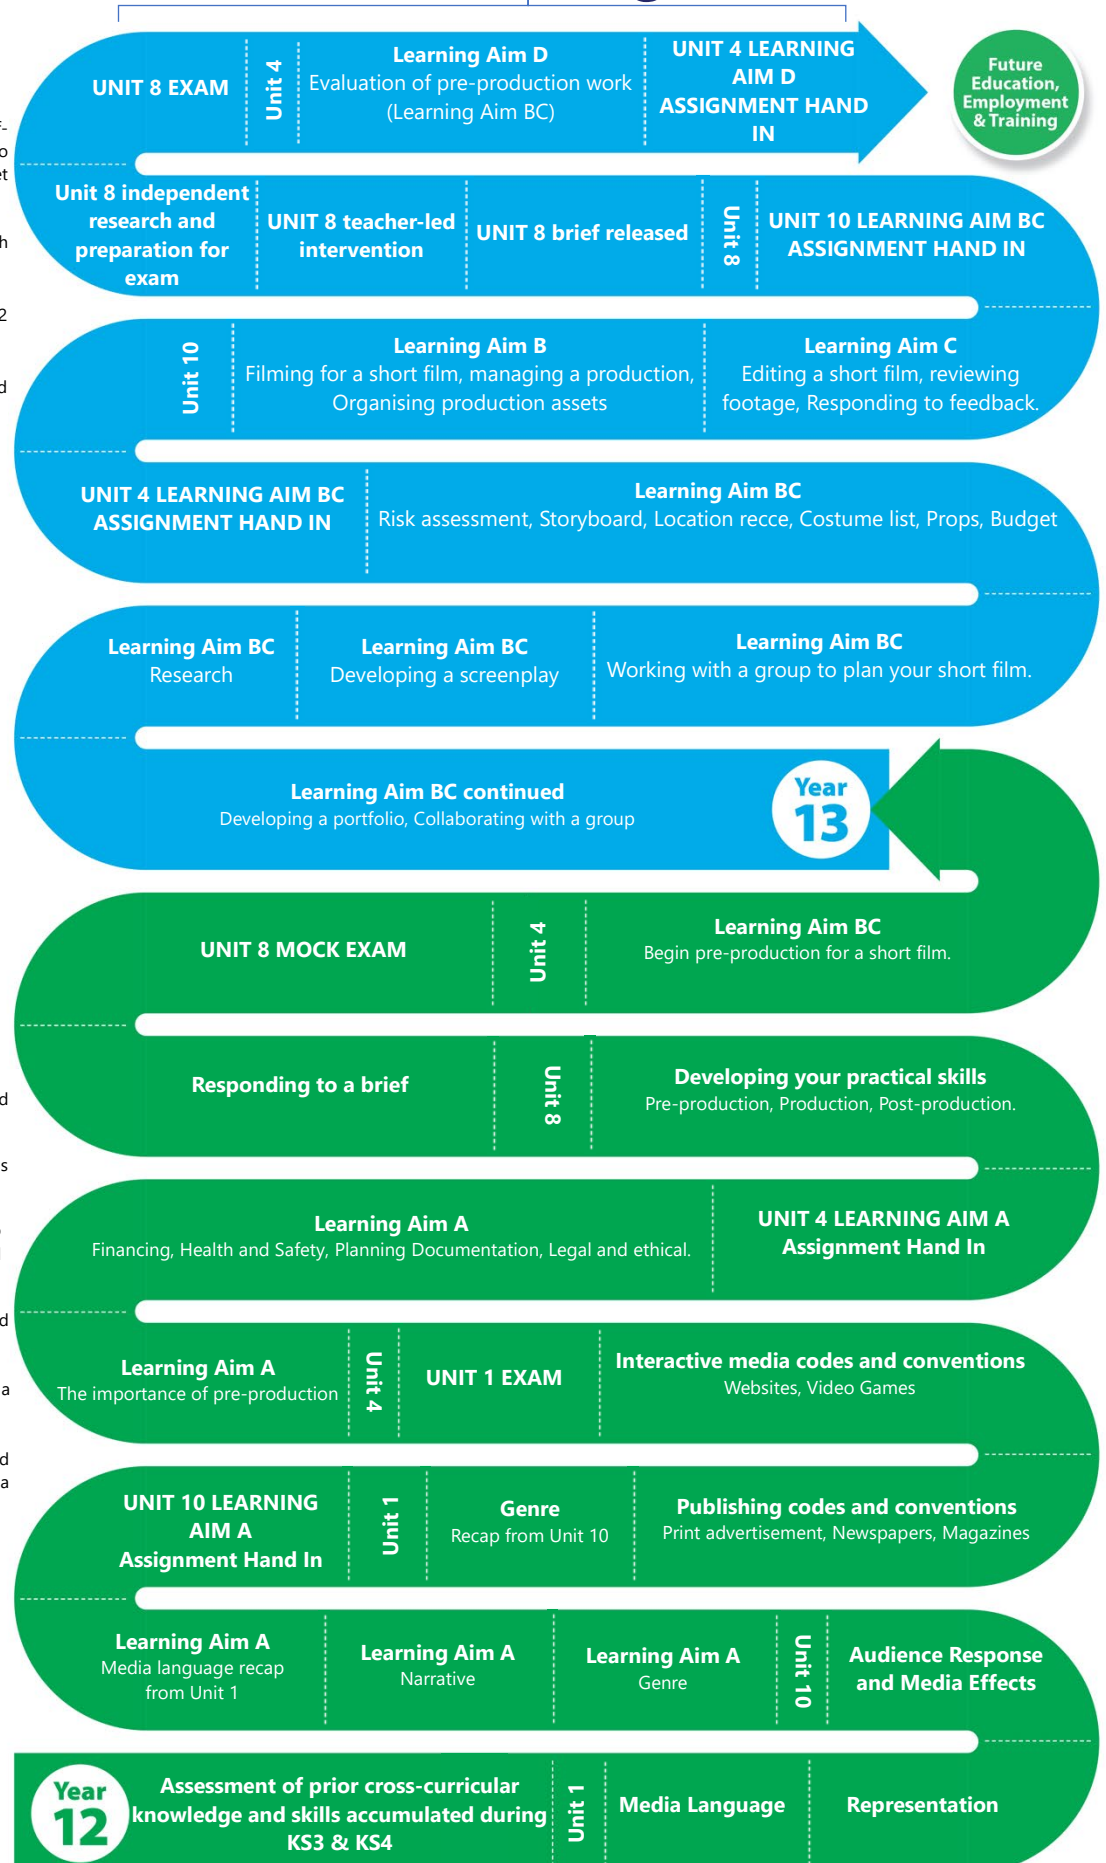 UNIT 8 EXAM
Unit 4
Learning Aim D
Evaluation of pre-production work
(Learning Aim BC)
UNIT 4 LEARNING
AIM D
ASSIGNMENT HAND
IN
Future
Education,
Employment
& Training
Unit 8 independent
research and
preparation for
exam
UNIT 8 teacher-led
intervention
UNIT 8 brief released
Unit 8
UNIT 10 LEARNING AIM BC
ASSIGNMENT HAND IN
Unit 10
Learning Aim B
Filming for a short film, managing a production,
Organising production assets
Learning Aim C
Editing a short film, reviewing
footage, Responding to feedback.
UNIT 4 LEARNING AIM BC
ASSIGNMENT HAND IN
Learning Aim BC
Risk assessment, Storyboard, Location recce, Costume list, Props, Budget
Learning Aim BC
Research
Learning Aim BC
Developing a screenplay
Learning Aim BC
Working with a group to plan your short film.
Learning Aim BC continued
Developing a portfolio, Collaborating with a group
Year
13
UNIT 8 MOCK EXAM
Unit 4
Learning Aim BC
Begin pre-production for a short film.
Responding to a brief
Unit 8
Developing your practical skills
Pre-production, Production, Post-production.
Learning Aim A
Financing, Health and Safety, Planning Documentation, Legal and ethical.
UNIT 4 LEARNING AIM A
Assignment Hand In
Learning Aim A
The importance of pre-production
Unit 4
UNIT 1 EXAM
Interactive media codes and conventions
Websites, Video Games
UNIT 10 LEARNING
AIM A
Assignment Hand In
Unit 1
Genre
Recap from Unit 10
Publishing codes and conventions
Print advertisement, Newspapers, Magazines
Learning Aim A
Media language recap
from Unit 1
Learning Aim A
Narrative
Learning Aim A
Genre
Unit 10
Audience Response
and Media Effects
Year
12
Assessment of prior cross-curricular
knowledge and skills accumulated during
KS3 & KS4
Unit 1
Media Language
Representation